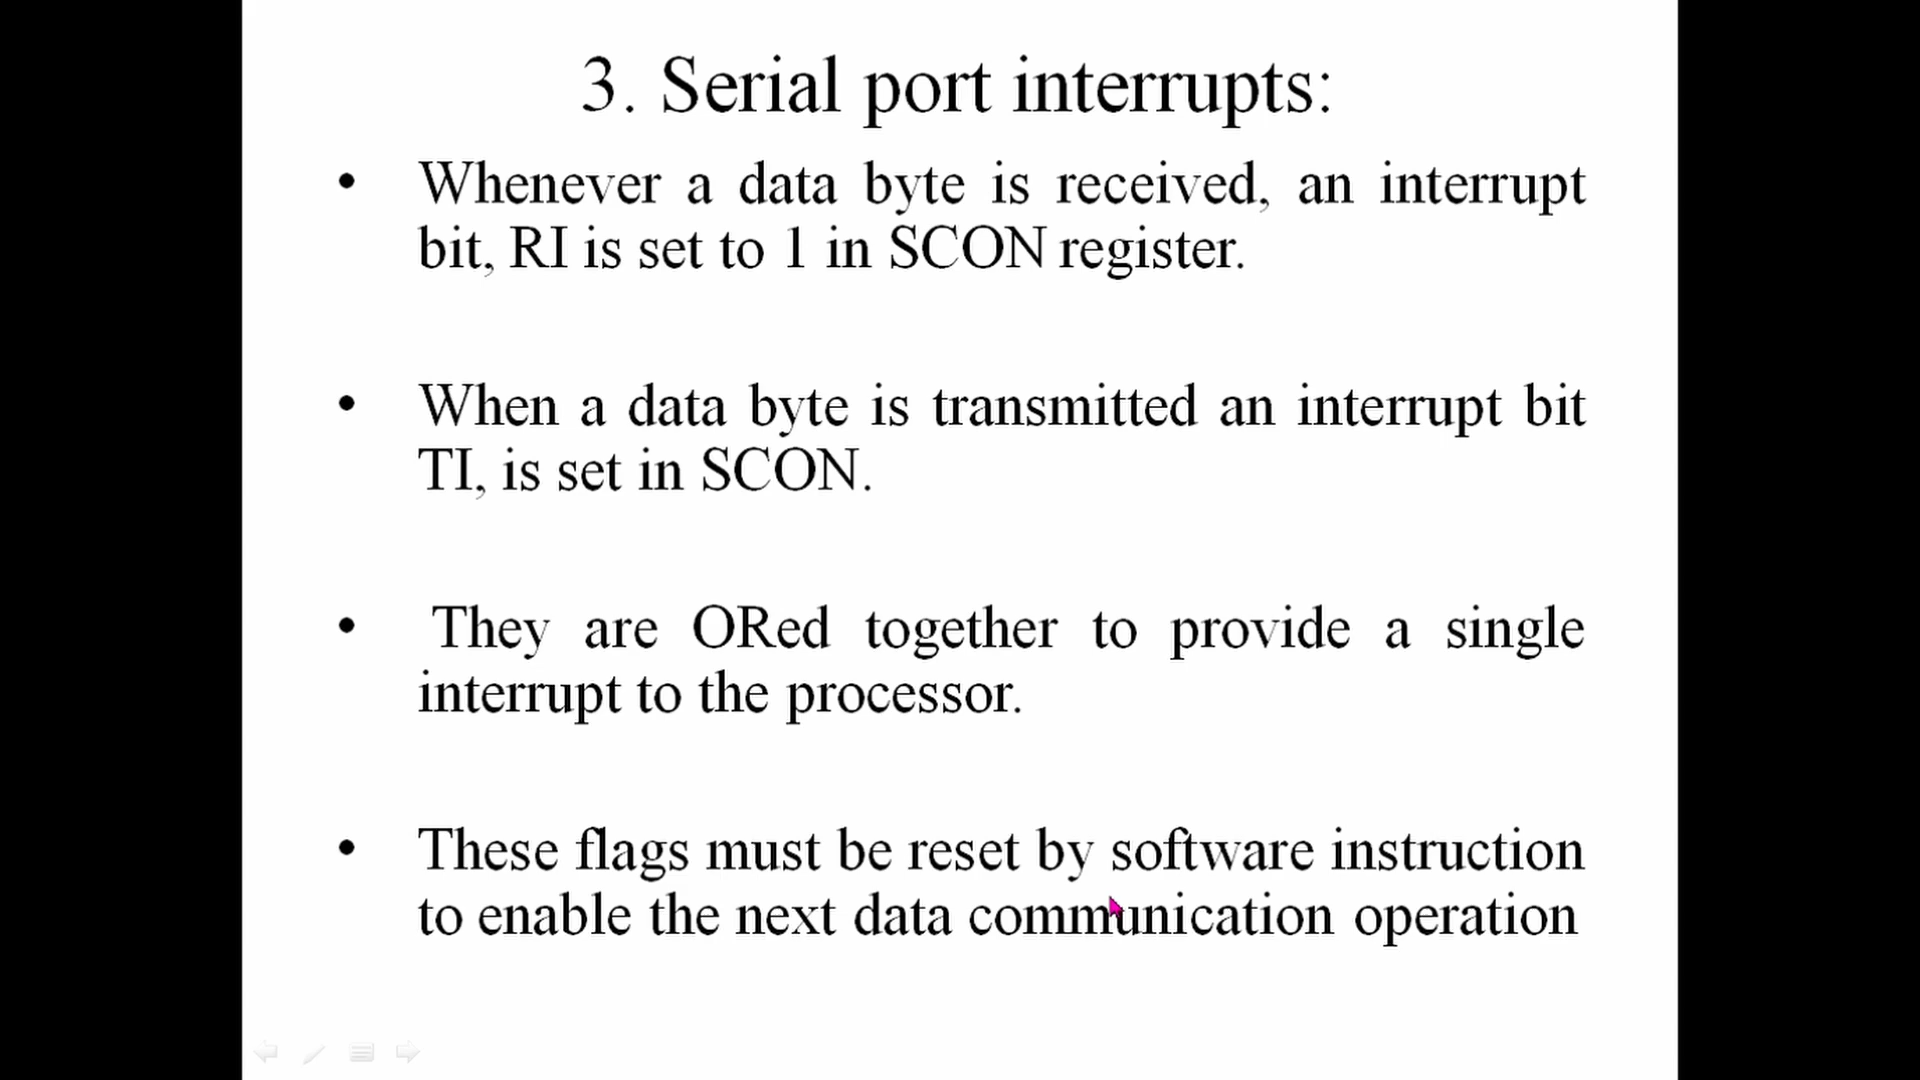 3. Serial port interrupts:
• Whenever a data byte is received, an interrupt
bit, RI is set to 1 in SCON register.
• When a data byte is transmitted an interrupt bit
TI, is set in SCON.
• They are ORed together to provide a single
interrupt to the processor.
• These flags must be reset by software instruction
to enable the next data communication operation